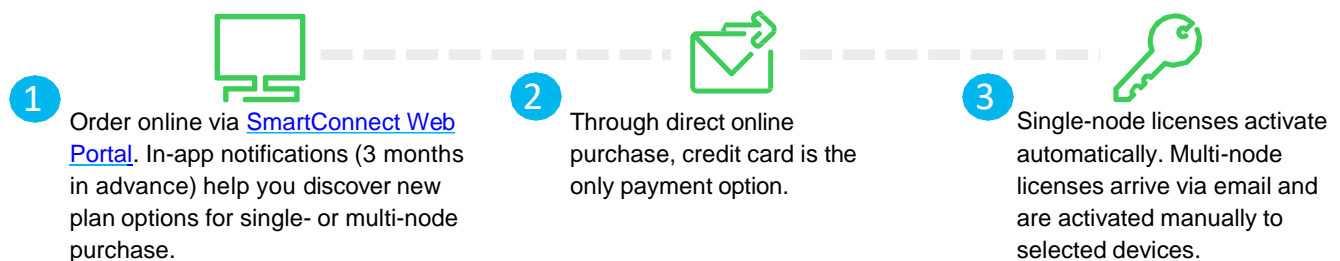 1
Order online via SmartConnect Web
Portal. In-app notifications (3 months
in advance) help you discover new
plan options for single- or multi-node
purchase.
2
Through direct online
purchase, credit card is the
only payment option.
3
Single-node licenses activate
automatically. Multi-node
licenses arrive via email and
are activated manually to
selected devices.